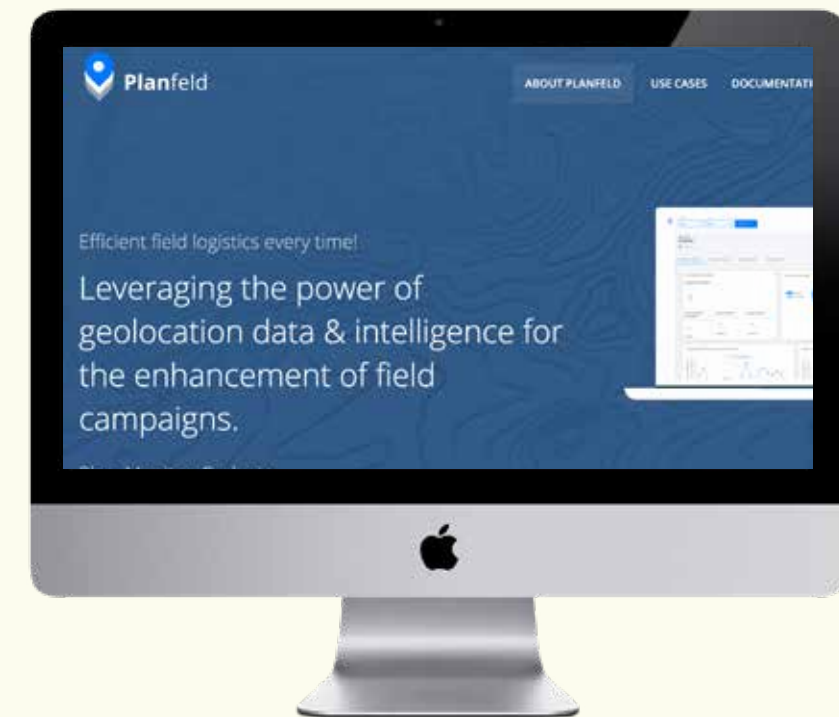 Planfeld
ABOUT PLANFELD USE CASES DOCUMENTATI
Efficient field logistics every time!
Leveraging the power of
geolocation data & intelligence for
the enhancement of field
campaigns.